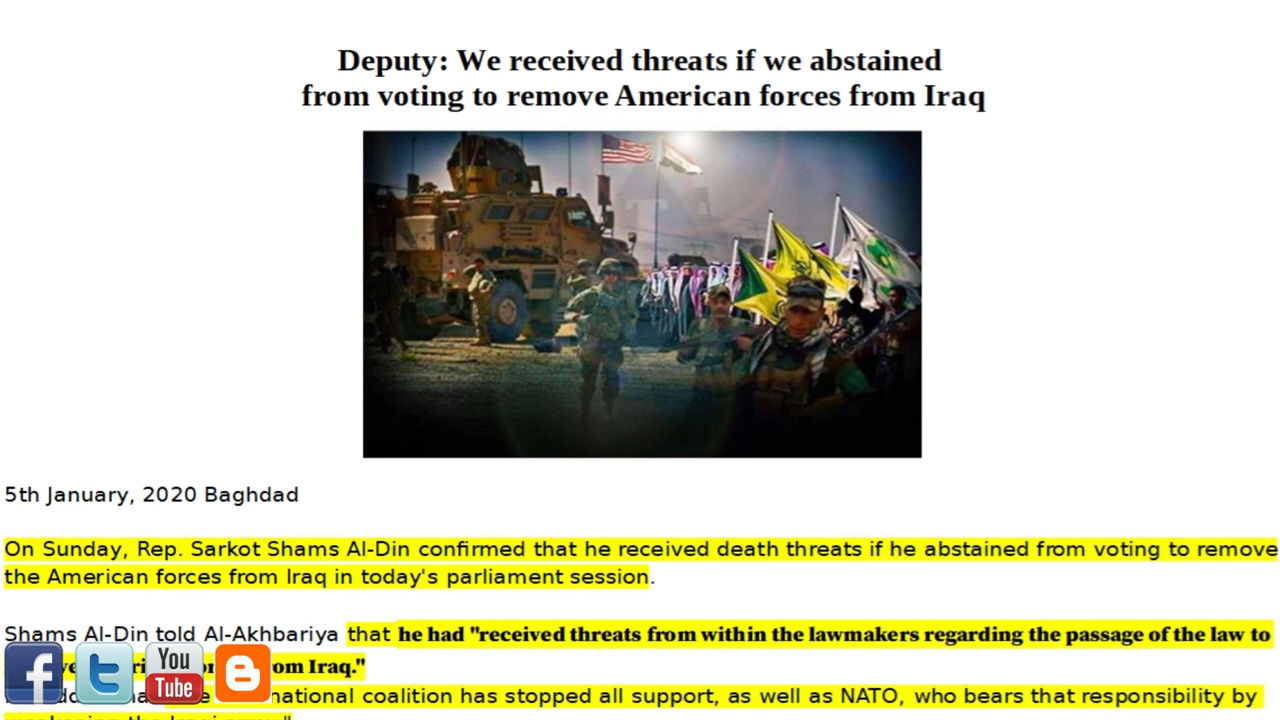 Deputy: We received threats if we abstained
from voting to remove American forces from Iraq
5th January, 2020 Baghdad
On Sunday, Rep. Sarkot Shams Al-Din confirmed that he received death threats if he abstained from voting to remove
the American forces from Iraq in today's parliament session.
Shams Al-Din told Al-Akhbariya that he had "received threats from within the lawmakers regarding the passage of the law to
from Iraq."
national coalition has stopped all support, as well as NATO, who bears that responsibility by
You
Tube